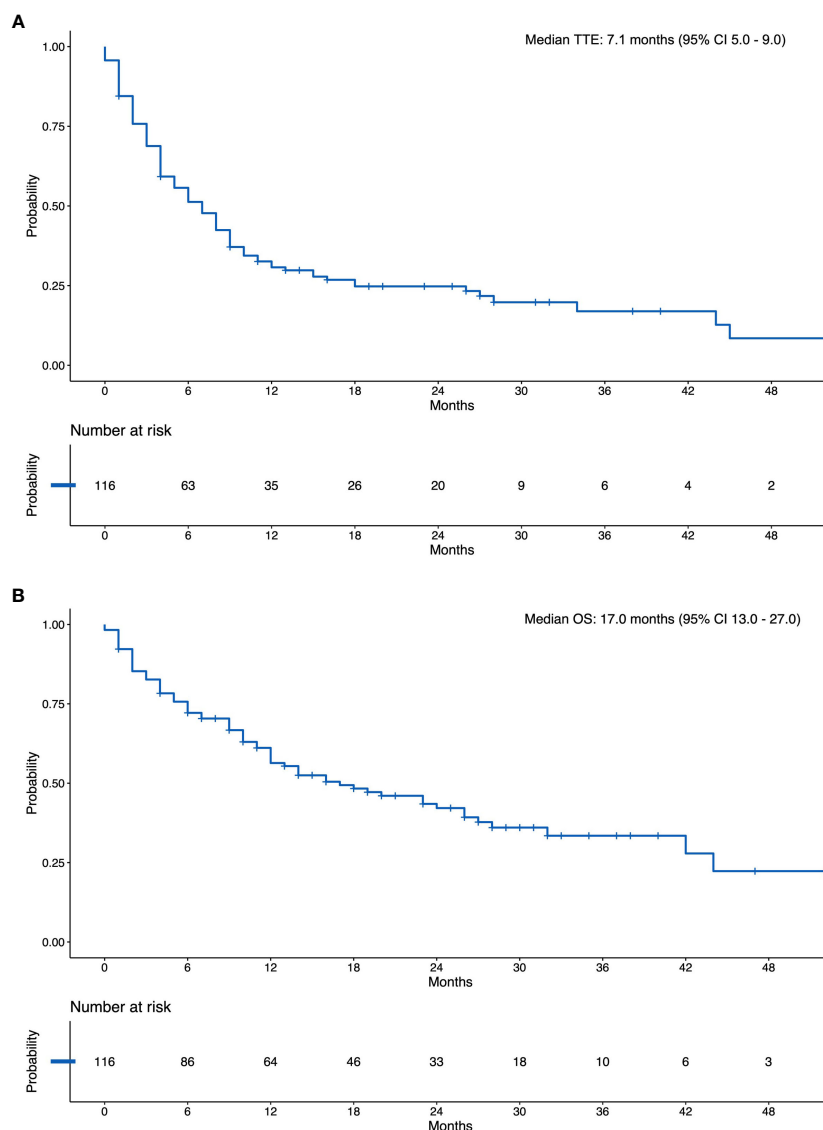 A
Median TTE: 7.1 months (95% CI 5.0 - 9.0)
1.00
0.75
0.50
0.25
0.00
Probability
0 6 12 18 24 30 36 42 48
Months
Number at risk
Probability
116 63 35 26 20 9 6 4 2
0 6 12 18 24 30 36 42 48
Months
B
Median OS: 17.0 months (95% CI 13.0 - 27.0)
1.00
0.75
0.50
0.25
0.00
Probability
0 6 12 18 24 30 36 42 48
Months
Number at risk
Probability
116 86 64 46 33 18 10 6 3
0 6 12 18 24 30 36 42 48
Months